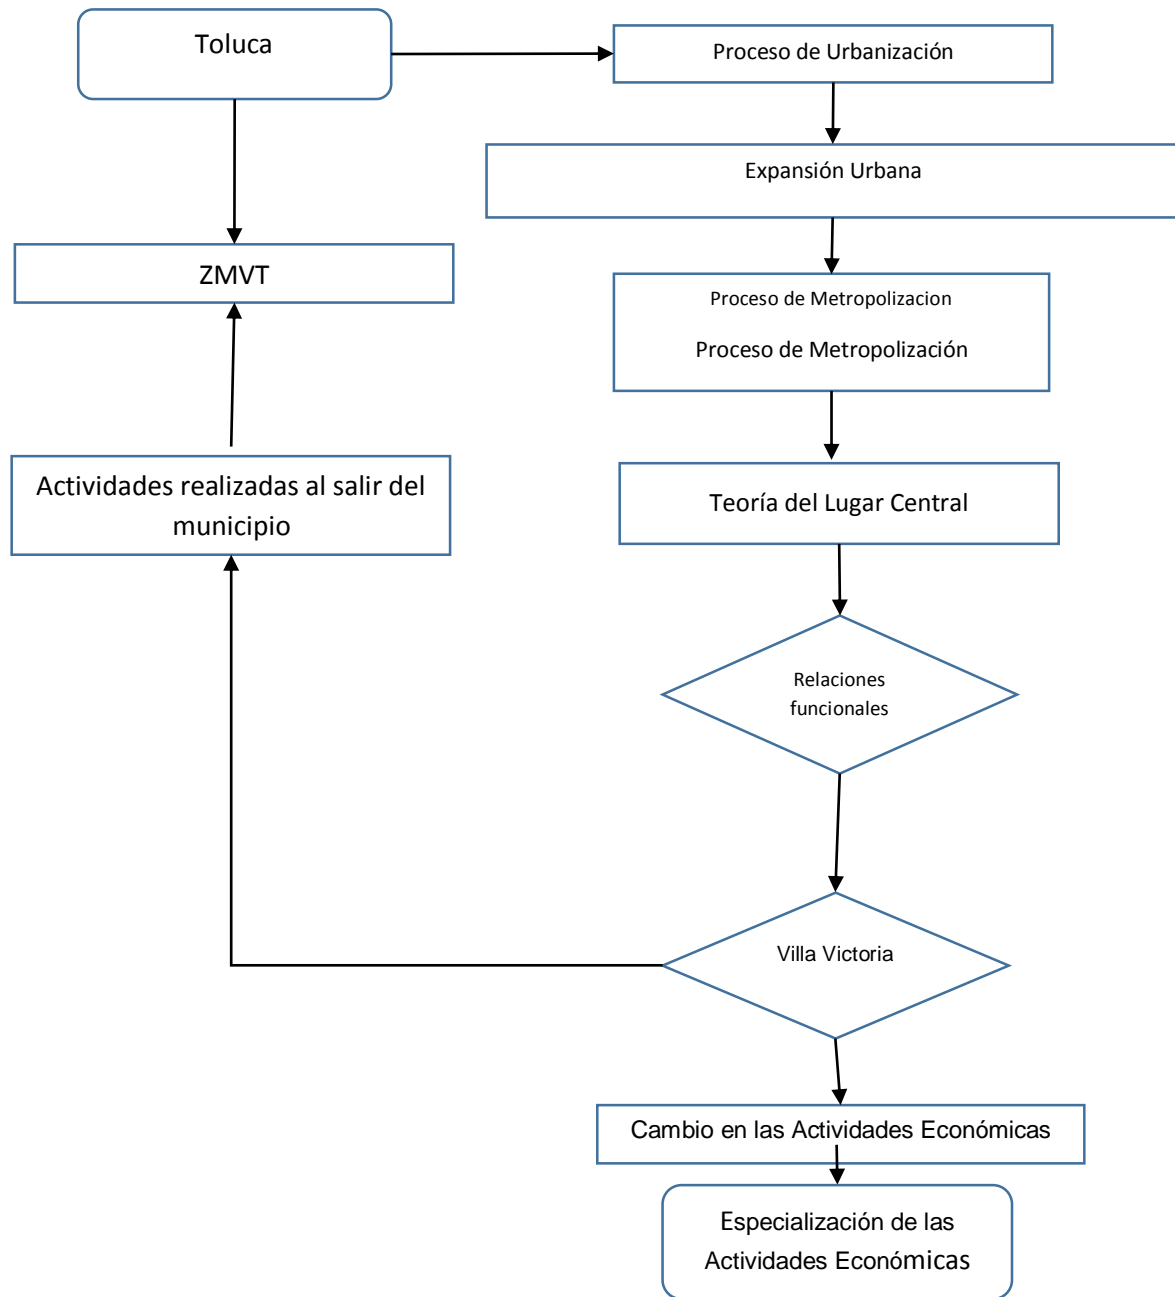 Toluca
Proceso de Urbanización
Expansión Urbana
ZMVT
Proceso de Metropolizacion
Proceso de Metropolización
Actividades realizadas al salir del
municipio
Teoría del Lugar Central
Relaciones
funcionales
Villa Victoria
Cambio en las Actividades Económicas
Especialización de las
Actividades Económicas